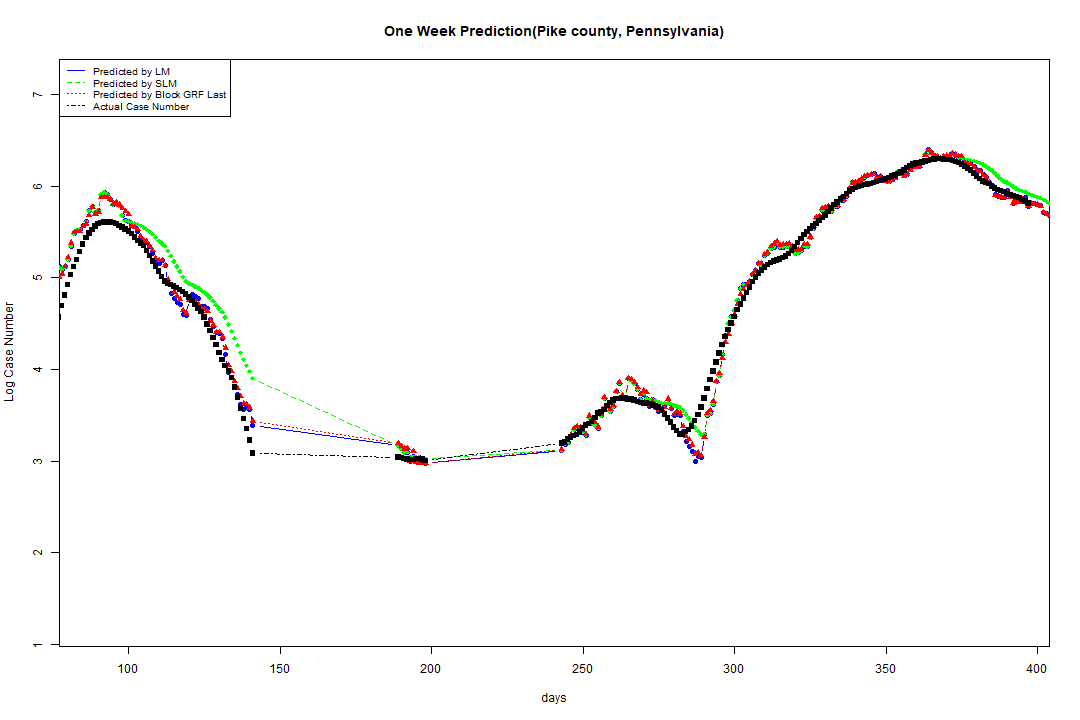 One Week Prediction(Pike county, Pennsylvania)
Predicted by LM
Predicted by SLM
Predicted by Block GRF Last
Actual Case Number
7
6
5
4
3
2
1
Log Case Number
100 150 200 250 300 350 400
days